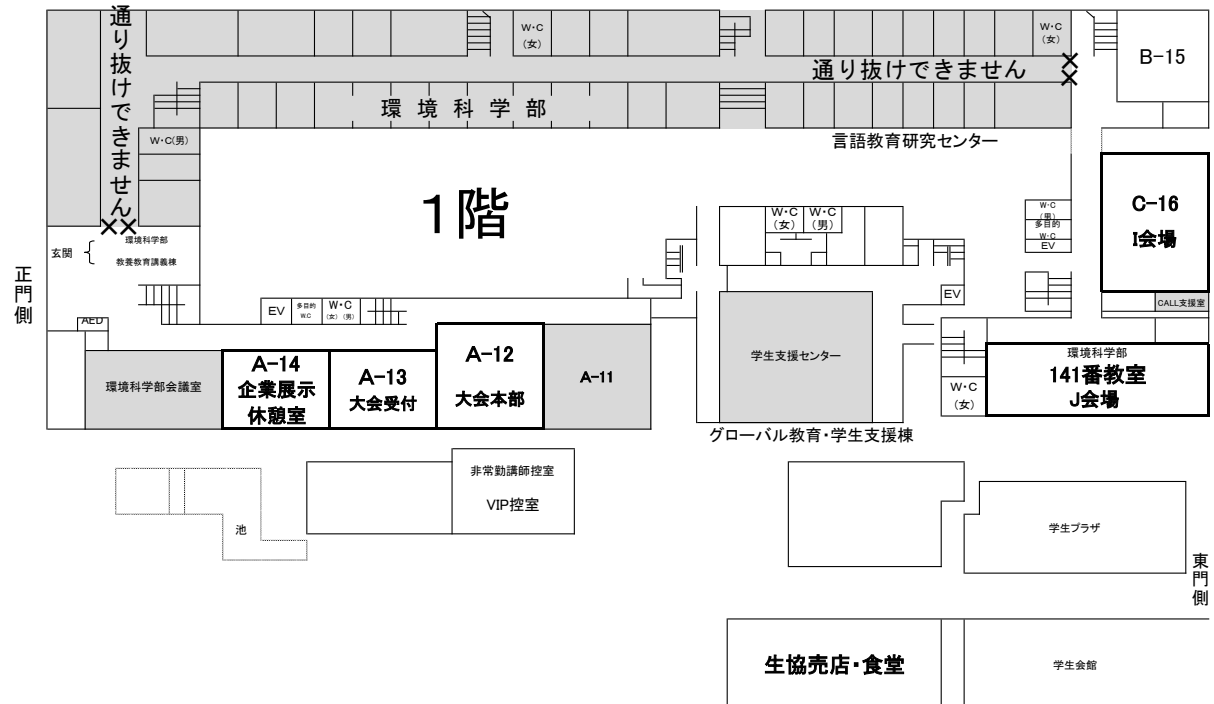 通り抜けできません
W・C
(女)
W・C
(女)
B-15
通り抜けできません
環境科学部
W・C(男)
言語教育研究センター
1階
C-16
I会場
W・C
(女)
W・C
(男)
W・C
(男)
多目的
W・C
EV
玄関
環境科学部
教養教育講義棟
正門側
EV
CALL支援室
EV
多目的
W.C
W・C
(女) (男)
AED
A-14
企業展示
休憩室
A-13
大会受付
A-12
大会本部
A-11
環境科学部会議室
学生支援センター
環境科学部
141番教室
J会場
W・C
(女)
グローバル教育・学生支援棟
非常勤講師控室
VIP控室
池
学生プラザ
東門側
生協売店・食堂
学生会館